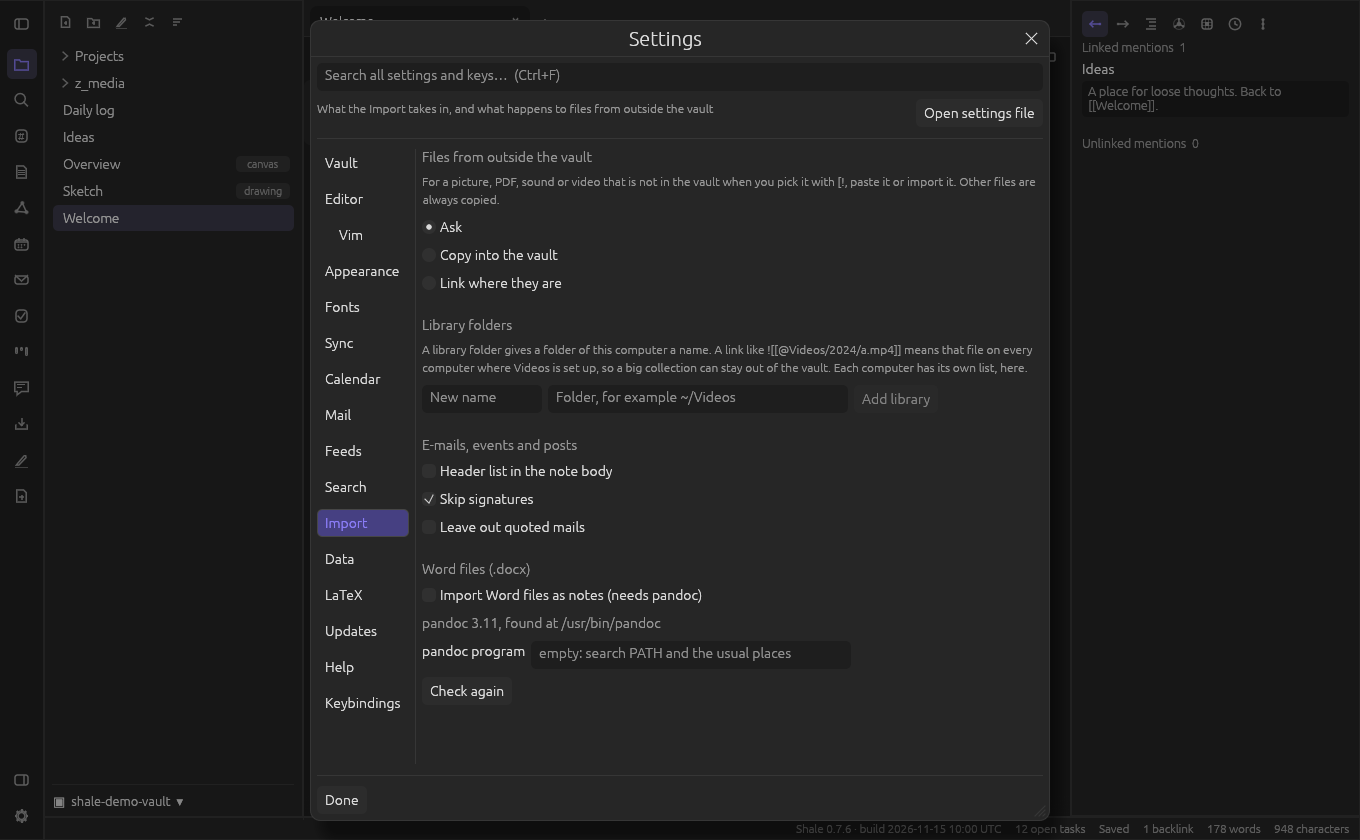 Settings
Search all settings and keys… (Ctrl+F)
What the Import takes in, and what happens to files from outside the vault
Open settings file
Projects
z_media
Daily log
Ideas
Overview
canvas
Sketch
drawing
Welcome
shale-demo-vault ▼
Vault
Editor
Vim
Appearance
Fonts
Sync
Calendar
Mail
Feeds
Search
Import
Data
LaTeX
Updates
Help
Keybindings
Files from outside the vault
For a picture, PDF, sound or video that is not in the vault when you pick it with [!, paste it or import it. Other files are
always copied.
Ask
Copy into the vault
Link where they are
Library folders
A library folder gives a folder of this computer a name. A link like ![[@Videos/2024/a.mp4]] means that file on every
computer where Videos is set up, so a big collection can stay out of the vault. Each computer has its own list, here.
New name
Folder, for example ~/Videos
Add library
E-mails, events and posts
Header list in the note body
Skip signatures
Leave out quoted mails
Word files (.docx)
Import Word files as notes (needs pandoc)
pandoc 3.11, found at /usr/bin/pandoc
pandoc program
empty: search PATH and the usual places
Check again
Done
Linked mentions 1
Ideas
A place for loose thoughts. Back to
[[Welcome]].
Unlinked mentions 0
Shale 0.7.6 · build 2026-11-15 10:00 UTC
12 open tasks
Saved
1 backlink
178 words
948 characters